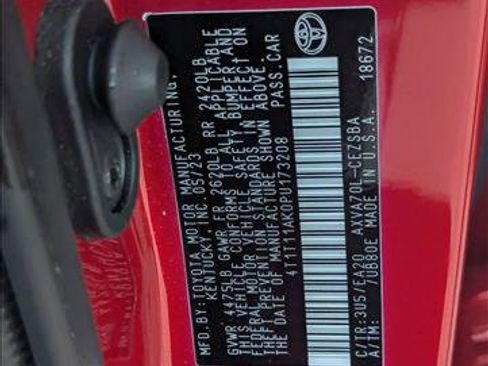 MFD.BY:TOYOTA MOTOR MANUFACTURING,
KENTUCKY, INC. 05/23
GVWR 4475LB GAWR FR 2620LB RR 2420LB
THIS VEHICLE CONFORMS TO ALL APPLICABLE
FEDERAL MOTOR VEHICLE SAFETY, BUMPER, AND
THEFT PREVENTION STANDARDS IN EFFECT ON
THE DATE OF MANUFACTURE SHOWN ABOVE.
4T1T11AK0PU173208 PASS. CAR
C/TR:3U5/EA20 AXVA70L-CEZSBA
A/TM: /UB80E MADE IN U.S.A. 18672